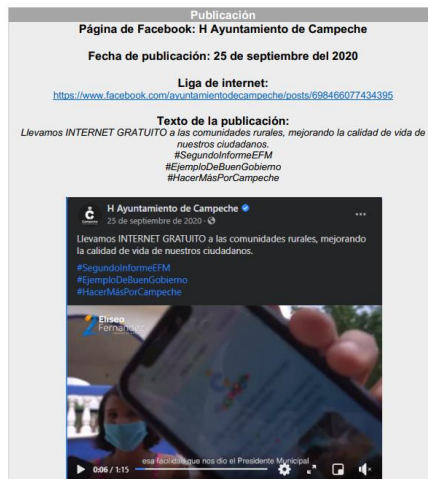 Publicación
Página de Facebook: H Ayuntamiento de Campeche
Fecha de publicación: 25 de septiembre del 2020
Liga de internet:
https://www.facebook.com/ayuntamientodecampeche/posts/698466077434395
Texto de la publicación:
Llevamos INTERNET GRATUITO a las comunidades rurales, mejorando la calidad de vida de
nuestros ciudadanos.
#SegundoInformeEFM
#EjemploDeBuenGobierno
#HacerMásPorCampeche
H Ayuntamiento de Campeche
25 de septiembre de 2020
Llevamos INTERNET GRATUITO a las comunidades rurales, mejorando
la calidad de vida de nuestros ciudadanos.
#SegundoInformeEFM
#EjemploDeBuenGobierno
#HacerMásPorCampeche
2 Eliseo
Fernández
esa facilidad que nos dio el Presidente Municipal
0:06 / 1:15